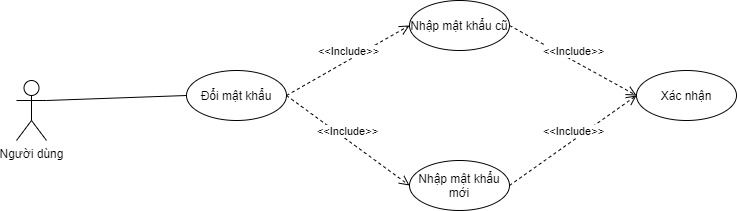 Nhập mật khẩu cũ
<<Include>>
<<Include>>
Đổi mật khẩu
Xác nhận
<<Include>>
<<Include>>
Người dùng
Nhập mật khẩu
mới